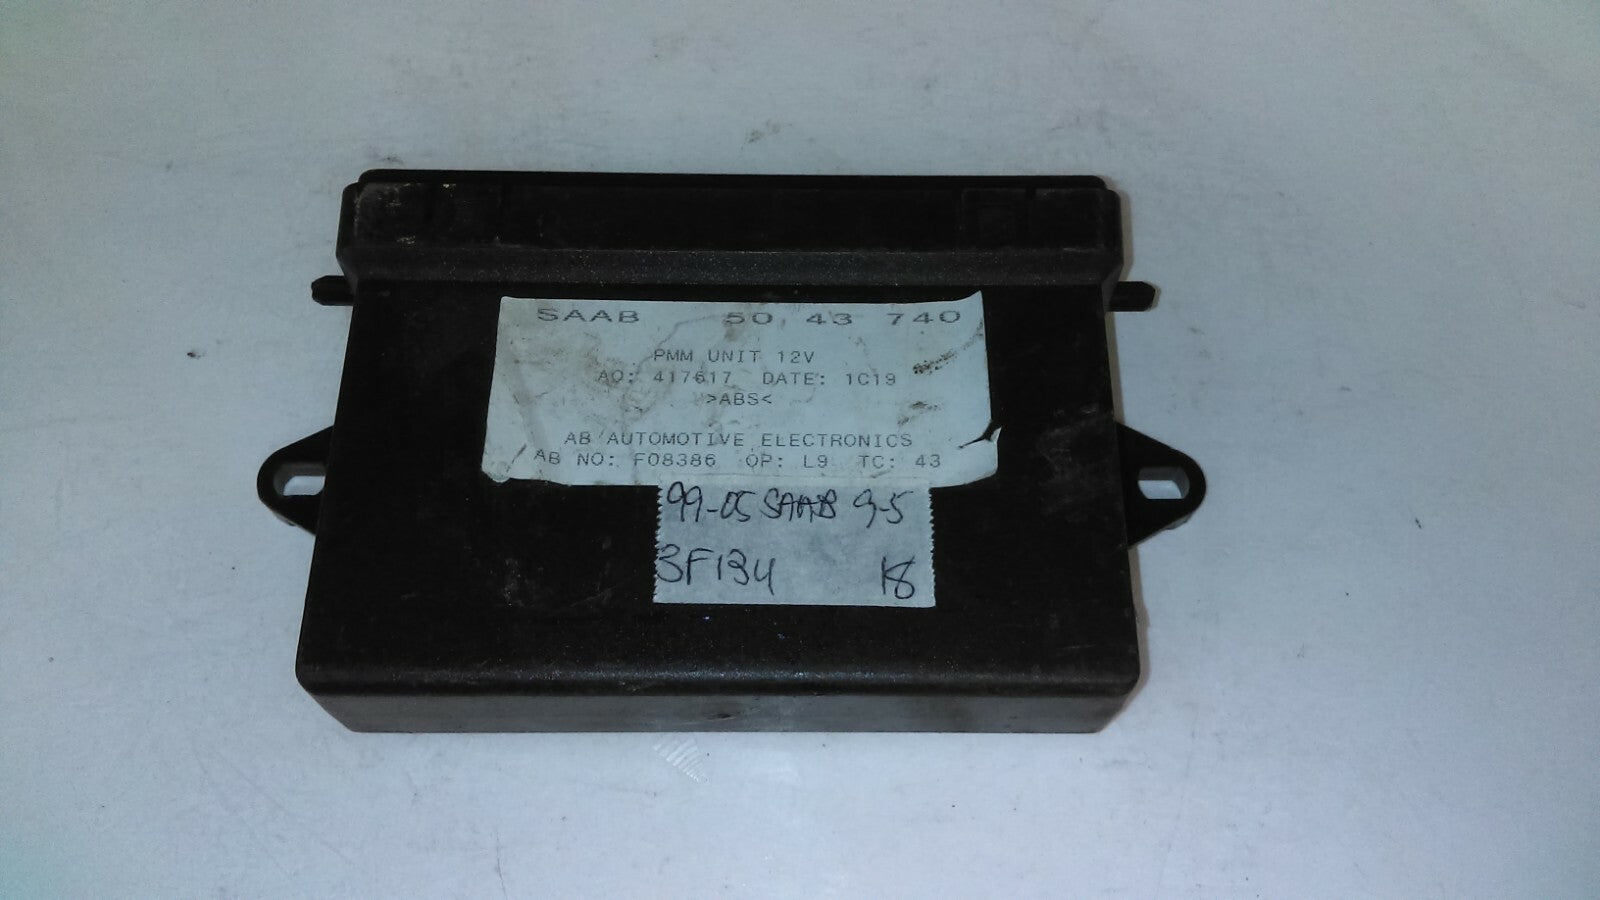 SAAB 50 43 740
PMM UNIT 12V
AO: 417617 DATE: 1C19
>ABS<
AB AUTOMOTIVE ELECTRONICS
AB NO: F08386 OP: L9 TC: 43
99-05 SAAB 9-5
3F134 18